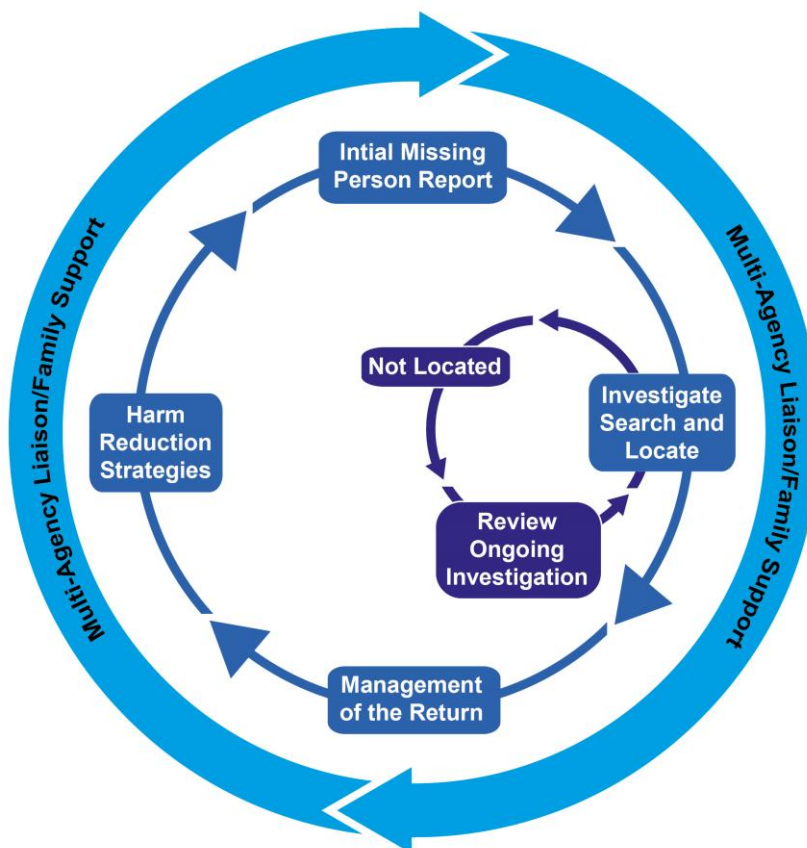 Intial Missing
Person Report
Multi-Agency Liaison/Family Support
Multi-Agency Liaison/Family Support
Not Located
Investigate
Search and
Locate
Harm
Reduction
Strategies
Review
Ongoing
Investigation
Management
of the Return